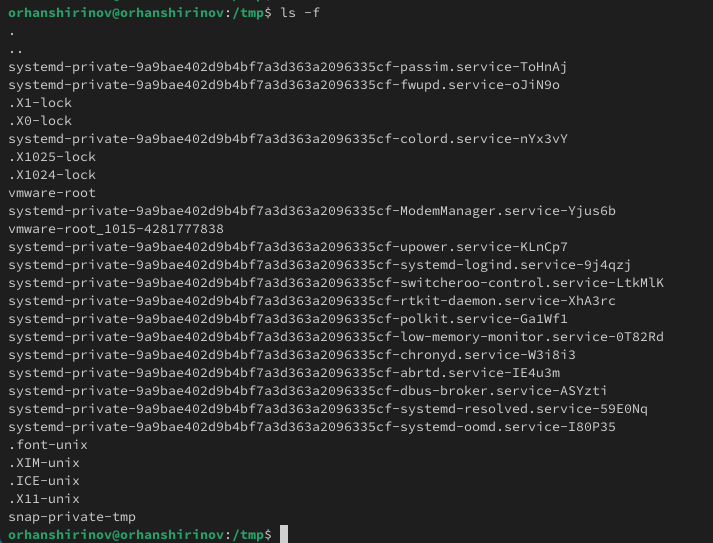 orhanshirinov@orhanshirinov:/tmp$ ls -f
.
..
systemd-private-9a9bae402d9b4bf7a3d363a2096335cf-passim.service-ToHnAj
systemd-private-9a9bae402d9b4bf7a3d363a2096335cf-fwupd.service-oJiN9o
.X1-lock
.X0-lock
systemd-private-9a9bae402d9b4bf7a3d363a2096335cf-colord.service-nYx3vY
.X1025-lock
.X1024-lock
vmware-root
systemd-private-9a9bae402d9b4bf7a3d363a2096335cf-ModemManager.service-Yjus6b
vmware-root_1015-4281777838
systemd-private-9a9bae402d9b4bf7a3d363a2096335cf-upower.service-KLnCp7
systemd-private-9a9bae402d9b4bf7a3d363a2096335cf-systemd-logind.service-9j4qzj
systemd-private-9a9bae402d9b4bf7a3d363a2096335cf-switcheroo-control.service-LtkMlK
systemd-private-9a9bae402d9b4bf7a3d363a2096335cf-rtkit-daemon.service-XhA3rc
systemd-private-9a9bae402d9b4bf7a3d363a2096335cf-polkit.service-Ga1Wf1
systemd-private-9a9bae402d9b4bf7a3d363a2096335cf-low-memory-monitor.service-0T82Rd
systemd-private-9a9bae402d9b4bf7a3d363a2096335cf-chronyd.service-W3i8i3
systemd-private-9a9bae402d9b4bf7a3d363a2096335cf-abrtd.service-IE4u3m
systemd-private-9a9bae402d9b4bf7a3d363a2096335cf-dbus-broker.service-ASYzti
systemd-private-9a9bae402d9b4bf7a3d363a2096335cf-systemd-resolved.service-59E0Nq
systemd-private-9a9bae402d9b4bf7a3d363a2096335cf-systemd-oomd.service-I80P35
.font-unix
.XIM-unix
.ICE-unix
.X11-unix
snap-private-tmp
orhanshirinov@orhanshirinov:/tmp$